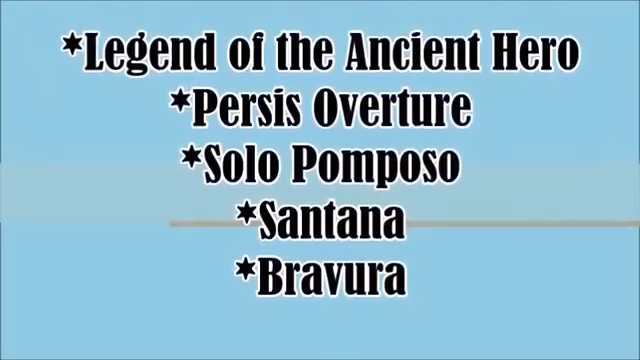 *Legend of the Ancient Hero
*Persis Overture
*Solo Pomposo
*Santana
*Bravura